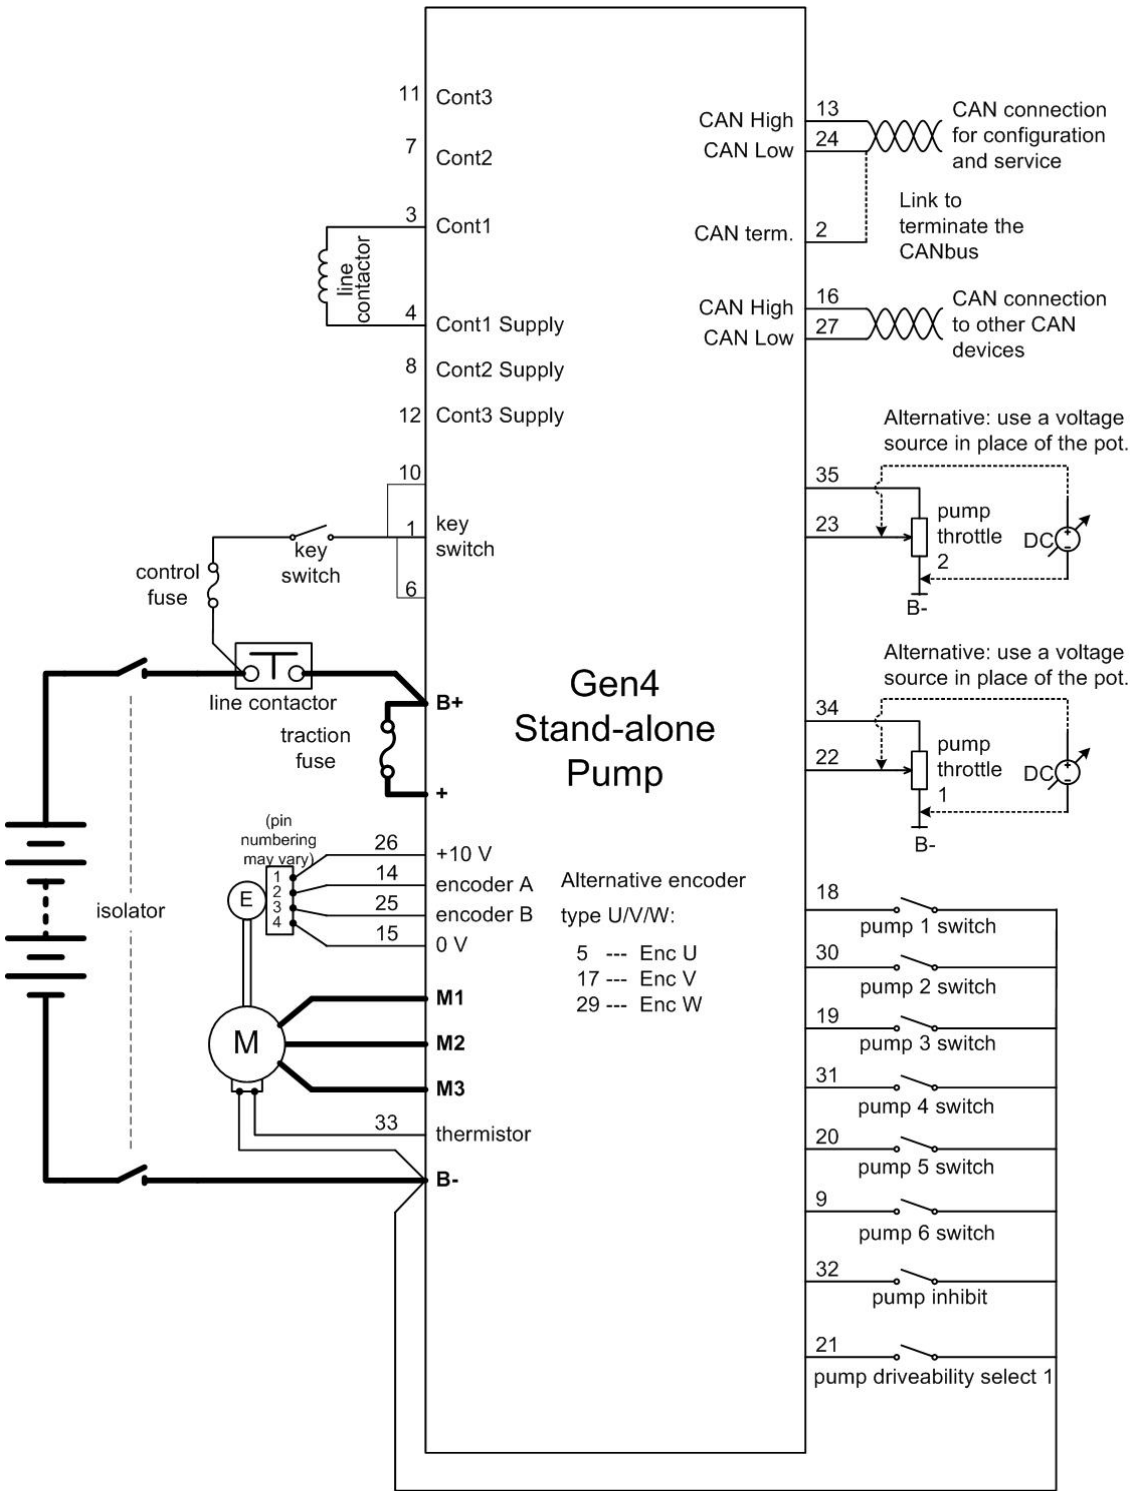 11 Cont3
7 Cont2
3 Cont1
line
contactor
4 Cont1 Supply
8 Cont2 Supply
12 Cont3 Supply
10
1 key
switch
key
switch
6
control
fuse
line contactor
B+
traction
fuse
+
isolator
(pin
numbering
may vary)
1
2
3
4
E
26 +10 V
14 encoder A
25 encoder B
15 0 V
M
M1
M2
M3
33 thermistor
B-
Gen4
Stand-alone
Pump
Alternative encoder
type U/V/W:
5 --- Enc U
17 --- Enc V
29 --- Enc W
CAN High 13
CAN Low 24
CAN connection
for configuration
and service
CAN term. 2
Link to
terminate the
CANbus
CAN High 16
CAN Low 27
CAN connection
to other CAN
devices
Alternative: use a voltage
source in place of the pot.
35
23
pump
throttle
2
DC
+
-
B-
Alternative: use a voltage
source in place of the pot.
34
22
pump
throttle
1
DC
+
-
B-
18
pump 1 switch
30
pump 2 switch
19
pump 3 switch
31
pump 4 switch
20
pump 5 switch
9
pump 6 switch
32
pump inhibit
21
pump driveability select 1